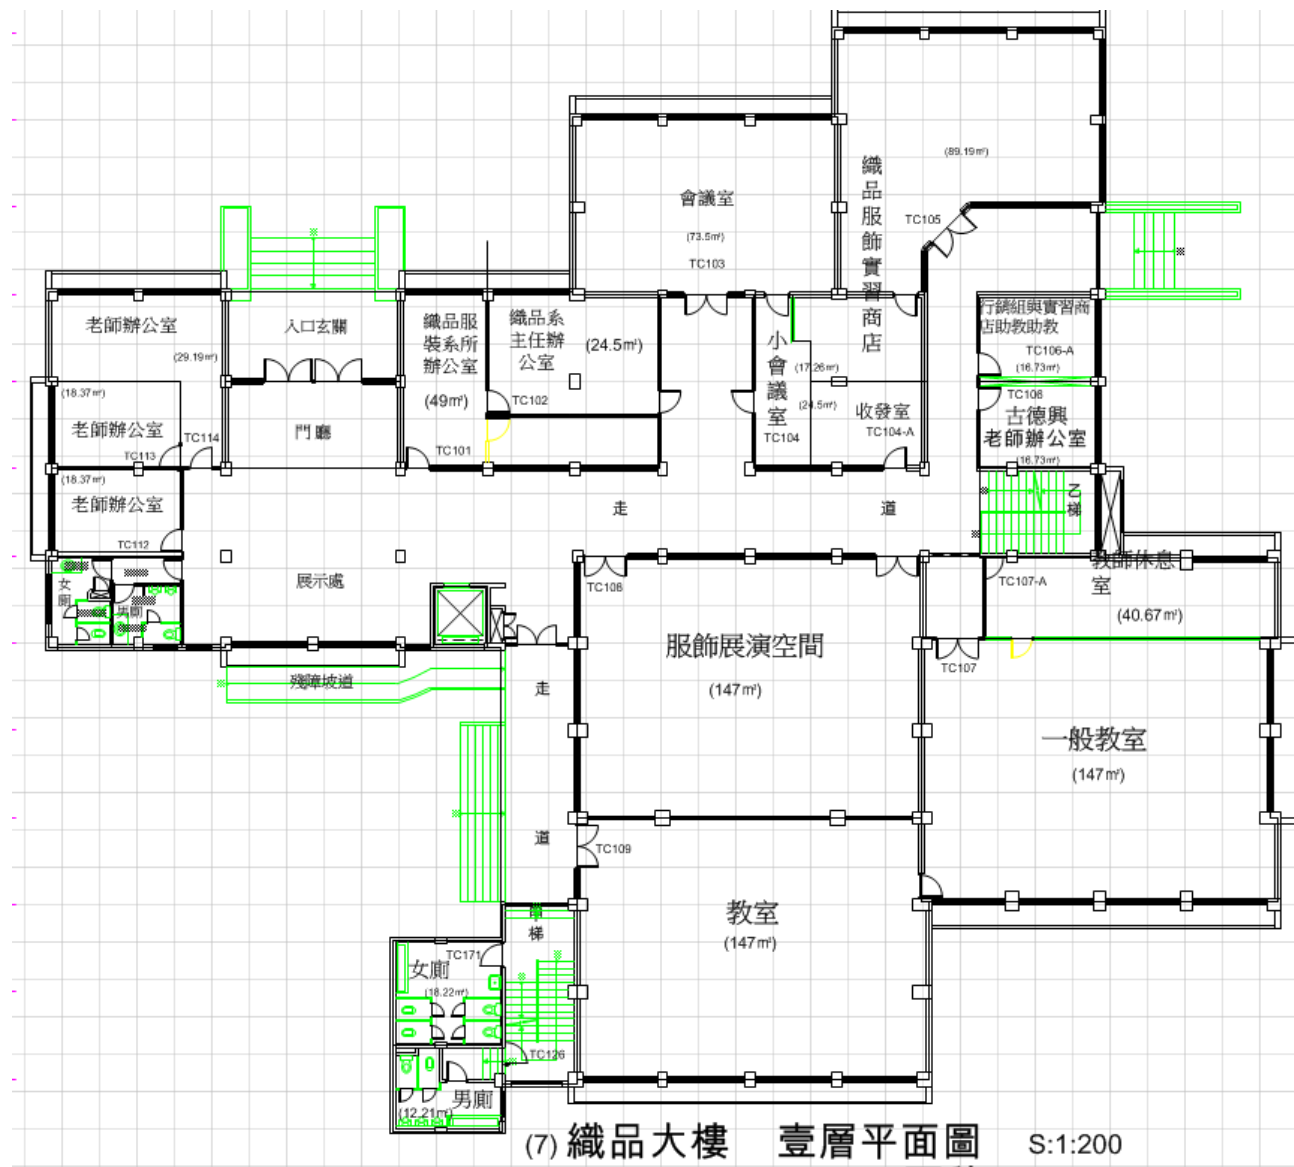 (89.19㎡)
織品服飾實習商店
會議室
(73.5㎡)
TC103
TC105
老師辦公室
(29.19㎡)
入口玄關
織品服
裝系所
辦公室
(49㎡)
TC101
織品系
主任辦
公室
(24.5㎡)
TC102
小會議室
(17.26㎡)
(24.5㎡)
TC104
收發室
TC104-A
行銷組與實習商
店助教助教
TC106-A
(16.73㎡)
TC106
古德興
老師辦公室
(16.73㎡)
(18.37㎡)
老師辦公室
TC113
TC114
門廳
(18.37㎡)
老師辦公室
TC112
走
道
乙梯
女廁
男廁
展示處
TC108
TC107-A
教師休息
室
(40.67㎡)
服飾展演空間
(147㎡)
TC107
殘障坡道
走
道
一般教室
(147㎡)
TC109
教室
(147㎡)
梯
TC171
女廁
(18.22㎡)
TC126
男廁
(12.21㎡)
(7) 織品大樓 壹層平面圖 S:1:200